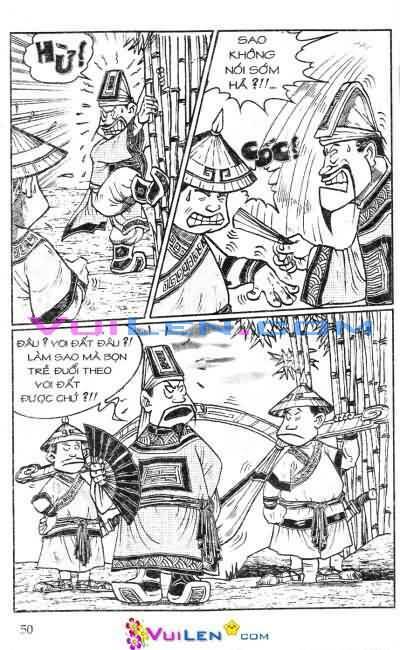 HỪ!
SAO
KHÔNG
NÓI SỚM
HẢ ?!!...
CỐC!
VUILEN.COM
ĐÂU ? VOI ĐẤT ĐÂU ?!
LÀM SAO MÀ BỌN
TRẺ ĐUỔI THEO
VOI ĐẤT
ĐƯỢC CHỨ ?!!
50
VUILEN.COM